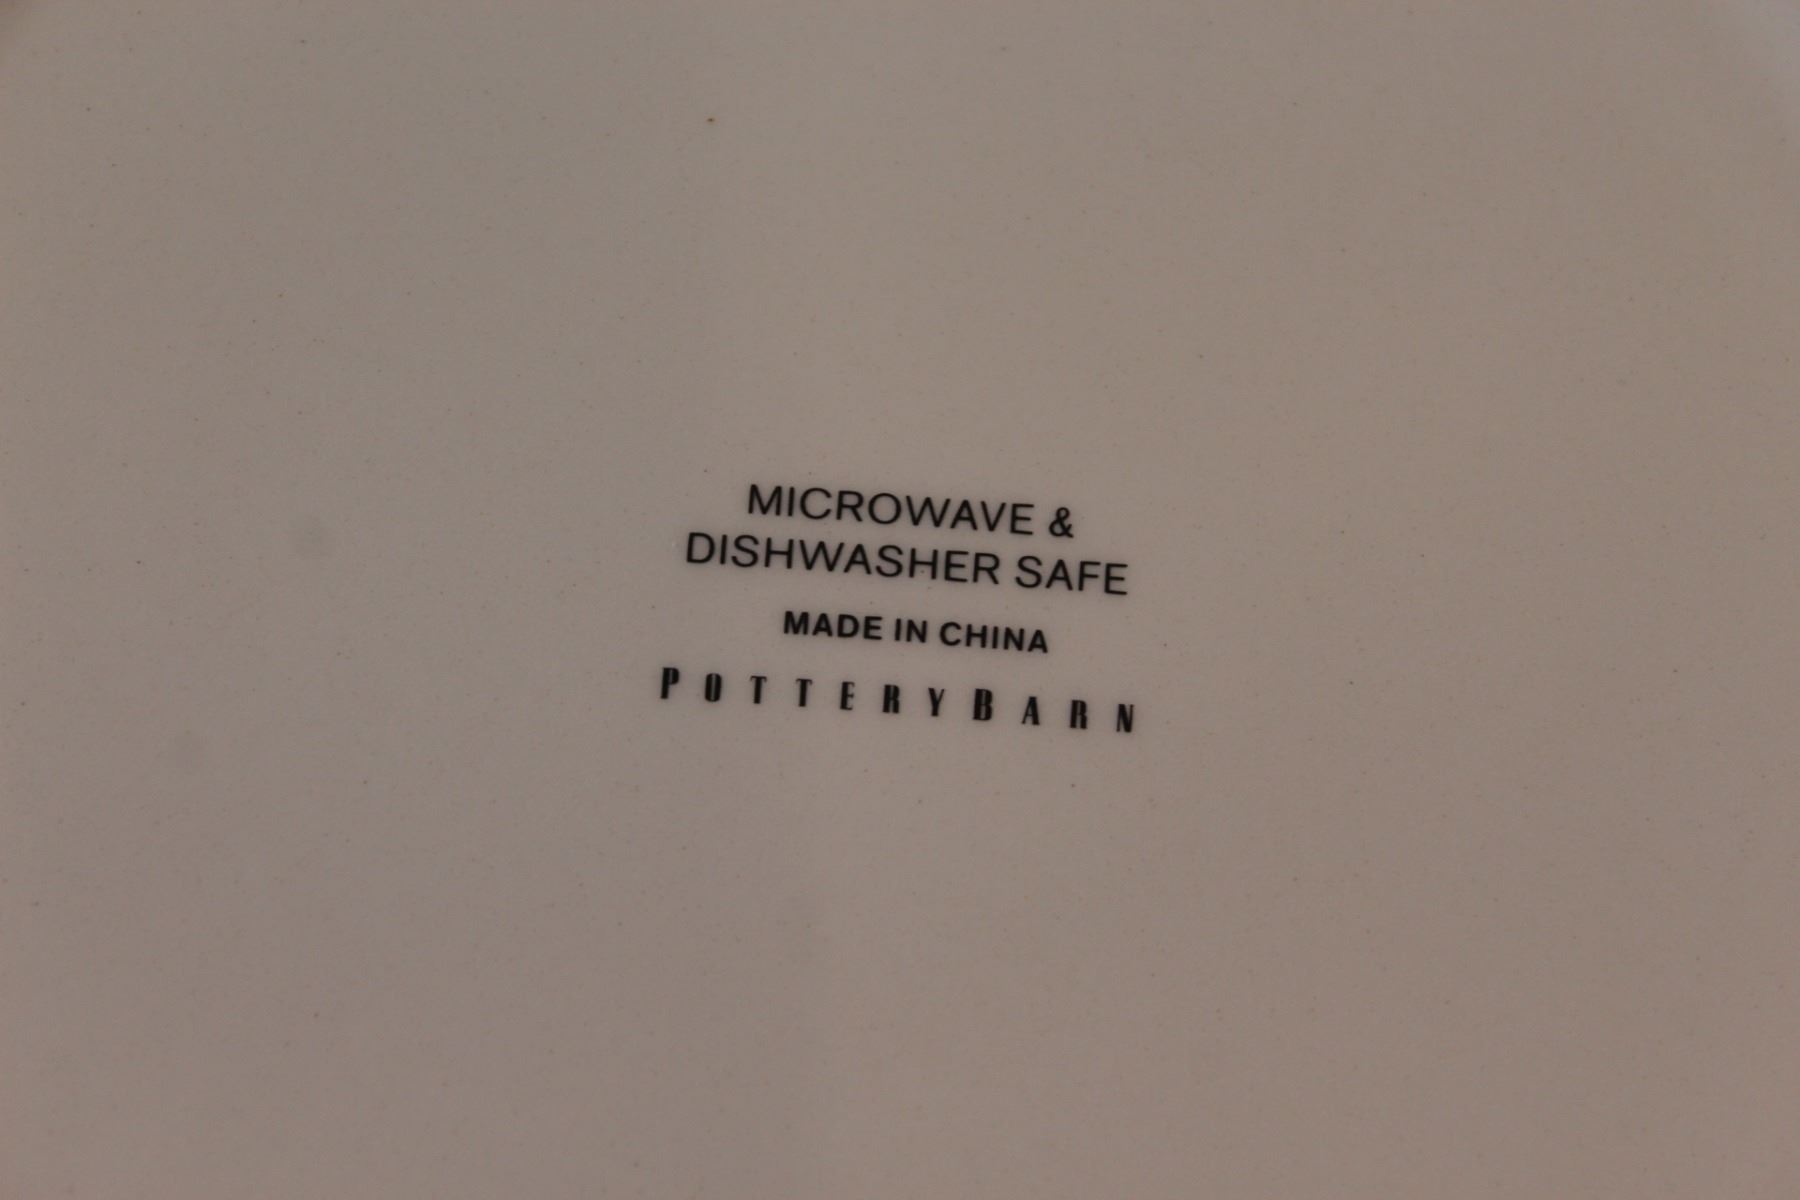 MICROWAVE &
DISHWASHER SAFE
MADE IN CHINA
POTTERYBARN